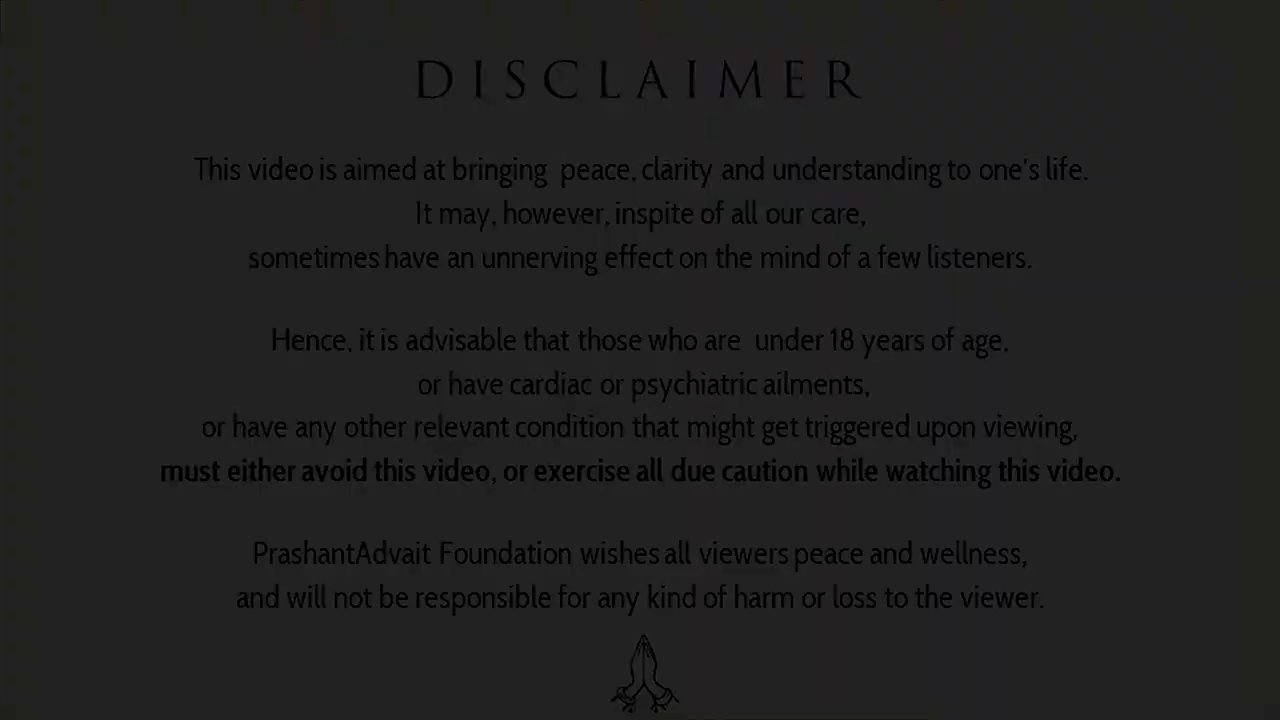 DISCLAIMER
This video is aimed at bringing peace, clarity and understanding to one's life.
It may, however, inspite of all our care,
sometimes have an unnerving effect on the mind of a few listeners.
Hence, it is advisable that those who are under 18 years of age,
or have cardiac or psychiatric ailments,
or have any other relevant condition that might get triggered upon viewing,
must either avoid this video, or exercise all due caution while watching this video.
PrashantAdvait Foundation wishes all viewers peace and wellness,
and will not be responsible for any kind of harm or loss to the viewer.